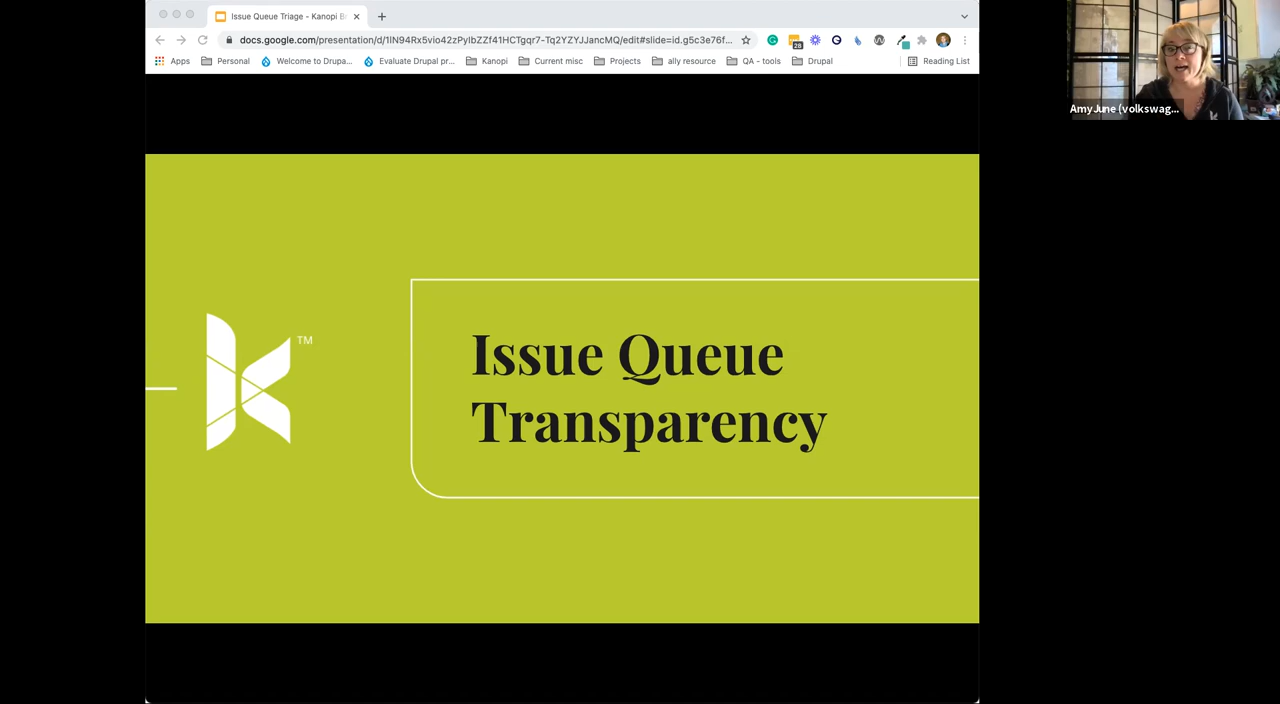 Issue Queue Triage - Kanopi B
docs.google.com/presentation/d/1lN94Rx5vio42zPylbZZf41HCTgqr7-Tq2YZYJJancMQ/edit#slide=id.g5c3e76f...
28
Apps Personal Welcome to Drupa... Evaluate Drupal pr... Kanopi Current misc Projects ally resource QA - tools Drupal Reading List
AmyJune (volkswag...
TM
Issue Queue
Transparency